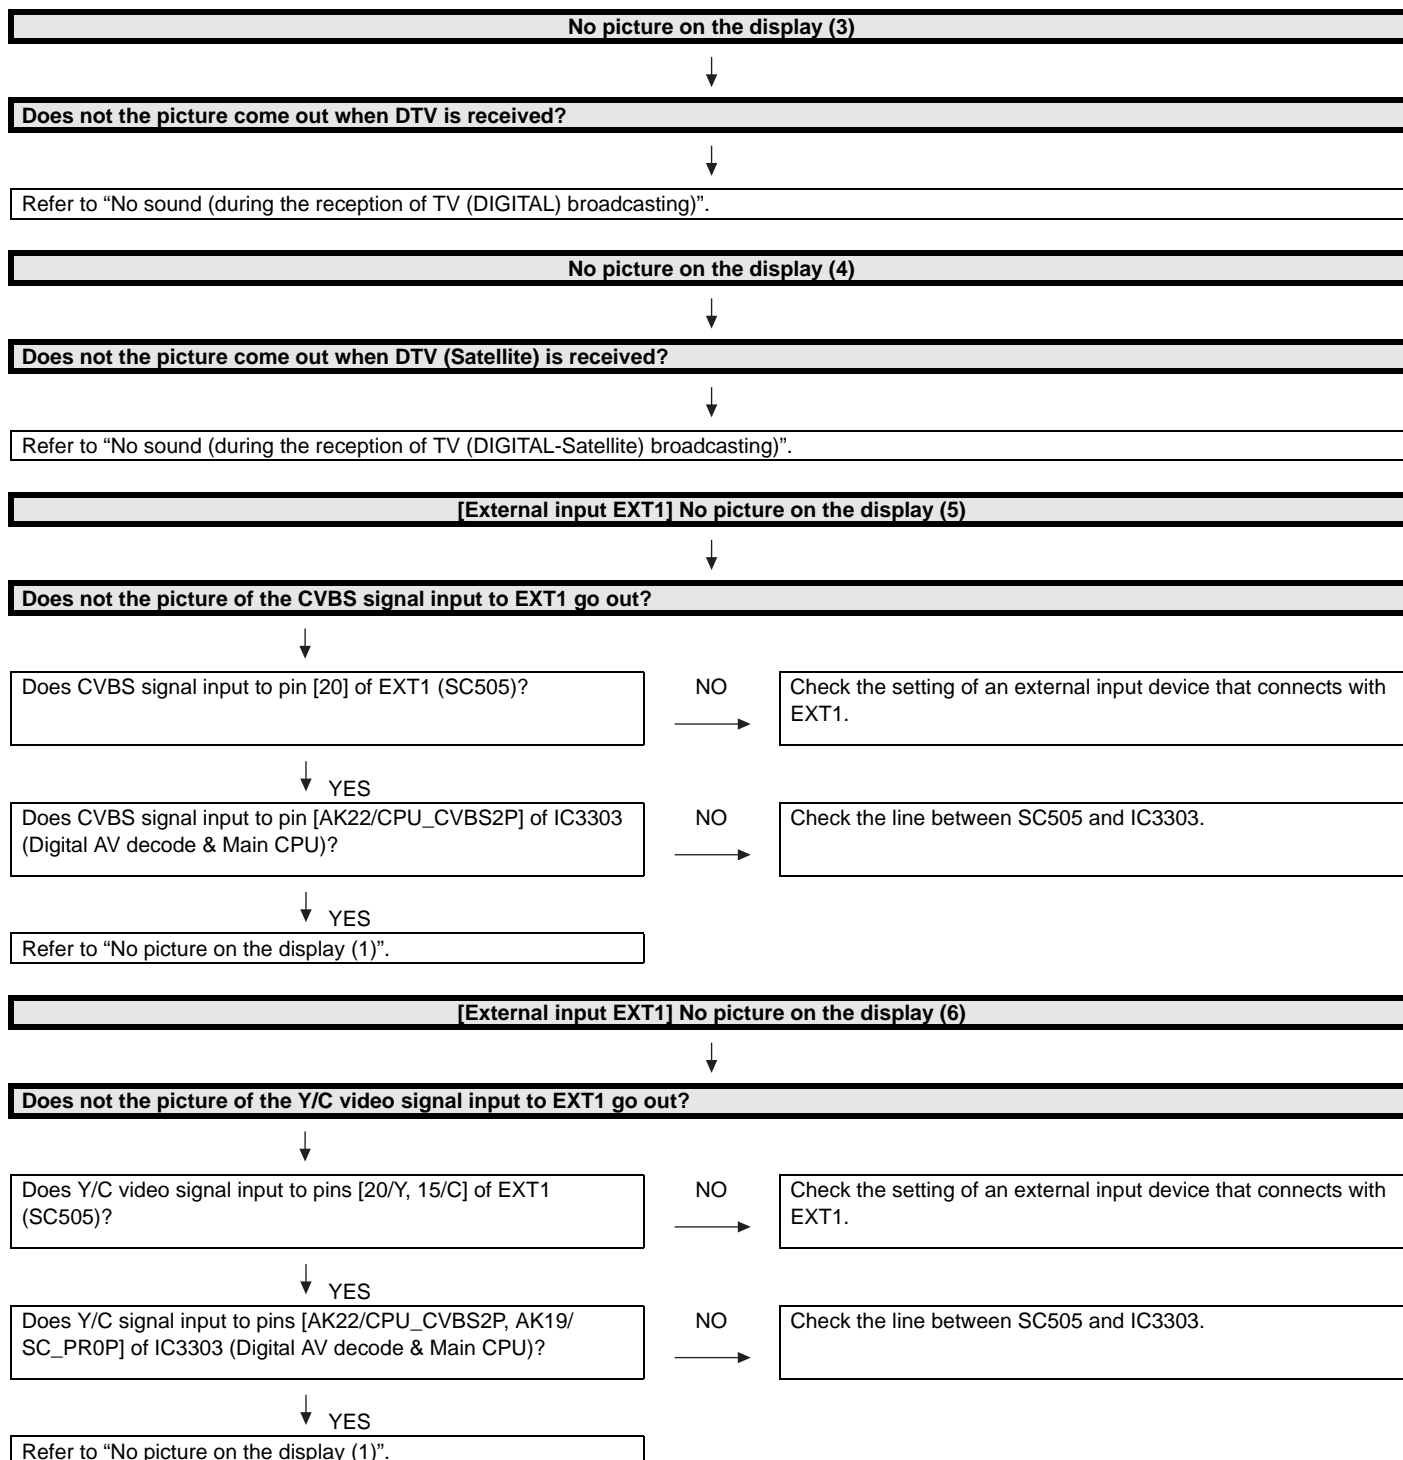 No picture on the display (3)
Does not the picture come out when DTV is received?
Refer to “No sound (during the reception of TV (DIGITAL) broadcasting)”.
No picture on the display (4)
Does not the picture come out when DTV (Satellite) is received?
Refer to “No sound (during the reception of TV (DIGITAL-Satellite) broadcasting)”.
[External input EXT1] No picture on the display (5)
Does not the picture of the CVBS signal input to EXT1 go out?
Does CVBS signal input to pin [20] of EXT1 (SC505)?
NO
Check the setting of an external input device that connects with
EXT1.
YES
Does CVBS signal input to pin [AK22/CPU_CVBS2P] of IC3303
(Digital AV decode & Main CPU)?
NO
Check the line between SC505 and IC3303.
YES
Refer to “No picture on the display (1)”.
[External input EXT1] No picture on the display (6)
Does not the picture of the Y/C video signal input to EXT1 go out?
Does Y/C video signal input to pins [20/Y, 15/C] of EXT1
(SC505)?
NO
Check the setting of an external input device that connects with
EXT1.
YES
Does Y/C signal input to pins [AK22/CPU_CVBS2P, AK19/
SC_PR0P] of IC3303 (Digital AV decode & Main CPU)?
NO
Check the line between SC505 and IC3303.
YES
Refer to “No picture on the display (1)”.